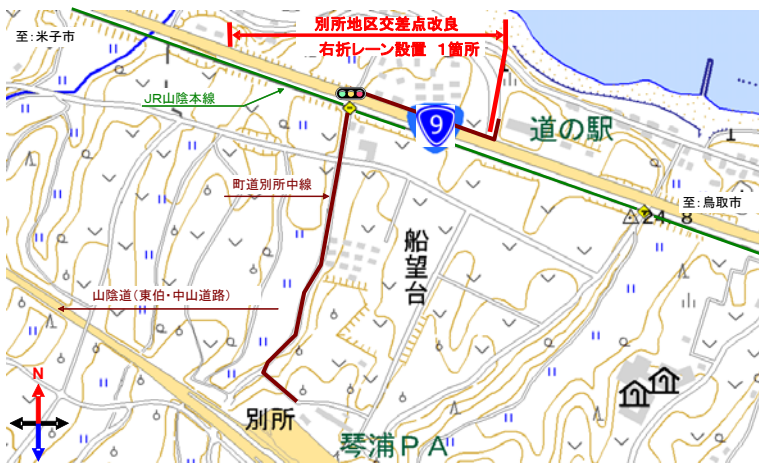 別所地区交差点改良
右折レーン設置 1箇所
至:米子市
JR山陰本線
9
道の駅
町道別所中線
至:鳥取市
24.8
船望台
山陰道(東伯・中山道路)
N
別所
琴浦PA